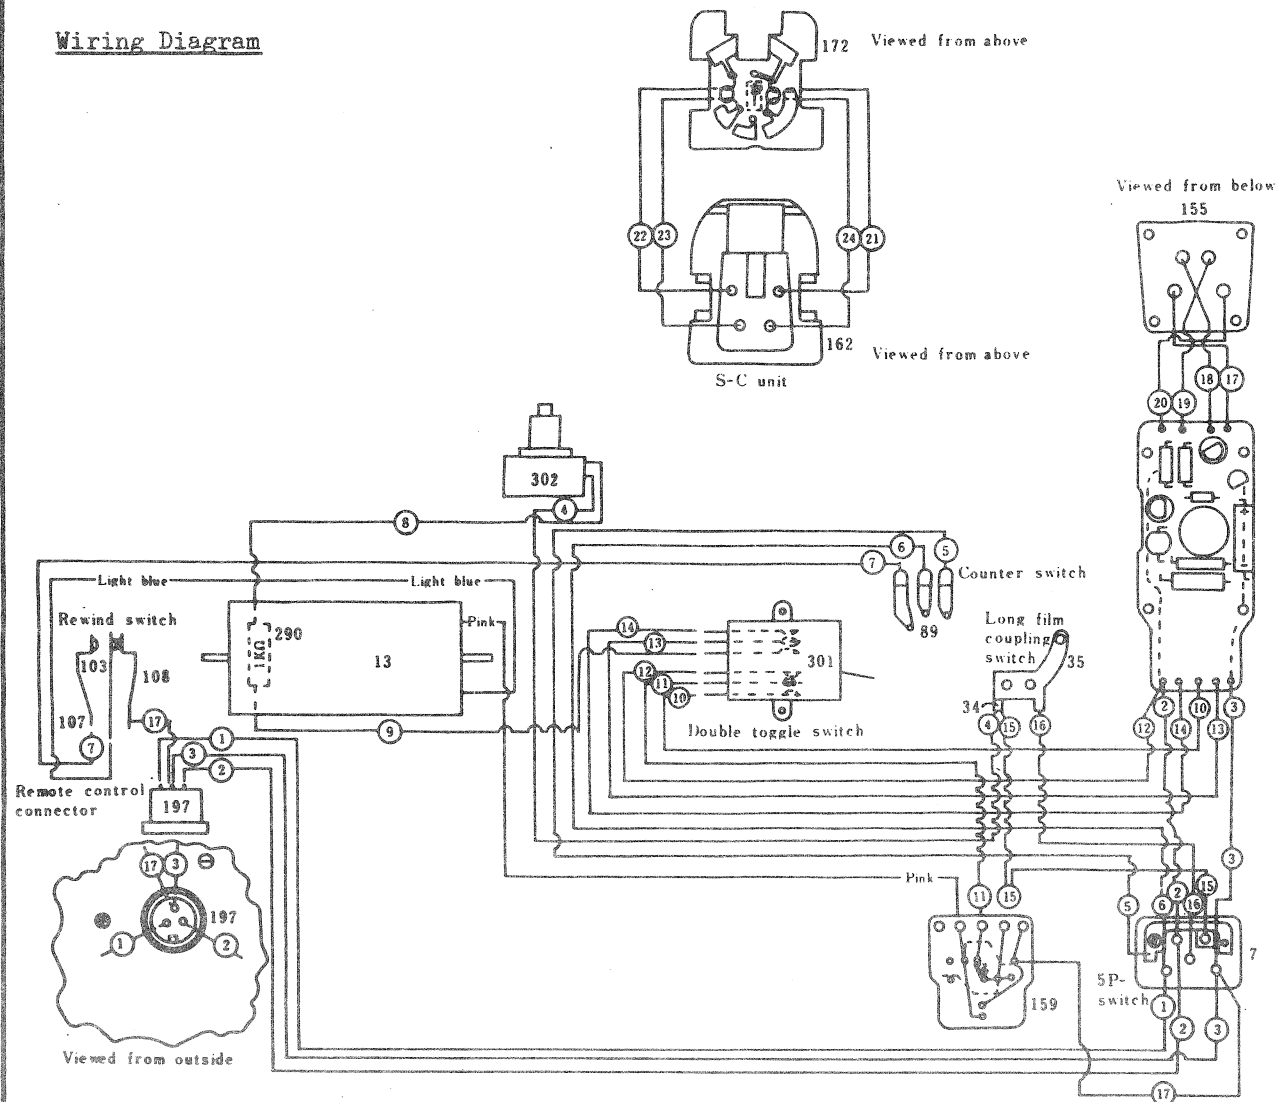 Wiring Diagram
172 Viewed from above
22 23 24 21
Viewed from below
155
162 Viewed from above
S-C unit
18 17
20 19
302
4
8
6 5
7
Counter switch
Light blue Light blue
Rewind switch
290
Pink
1KΩ
13
103
108
107
17
7
9
89
14
13
12
11
10
301
Double toggle switch
Long film
coupling
switch
35
34
4 15 16
2 10 3
12 14 13
1
3
2
Remote control
connector
197
17 3
197
1 2
Viewed from outside
Pink
11 15
159
3
2 15
5 6 16
7
5P-
switch
1
2 3
17